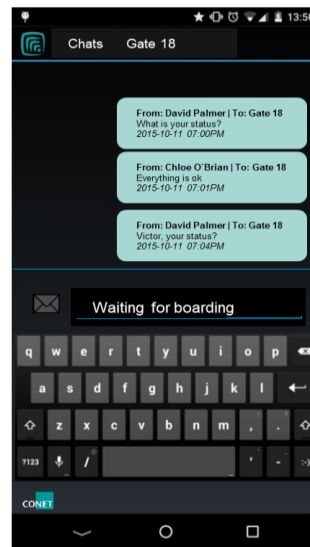 13:50
Chats Gate 18
From: David Palmer | To: Gate 18
What is your status?
2015-10-11 07:00PM
From: Chloe O'Brian | To: Gate 18
Everything is ok
2015-10-11 07:01PM
From: David Palmer | To: Gate 18
Victor, your status?
2015-10-11 07:04PM
Waiting for boarding
q w e r t y u i o p
a s d f g h j k l
z x c v b n m , .
?123 / ' - :-)
CONET